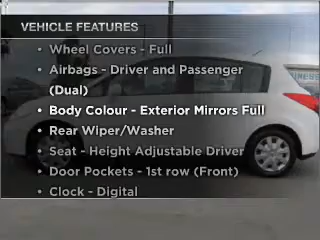 VEHICLE FEATURES
• Wheel Covers - Full
• Airbags - Driver and Passenger
(Dual)
• Body Colour - Exterior Mirrors Full
• Rear Wiper/Washer
• Seat - Height Adjustable Driver
• Door Pockets - 1st row (Front)
• Clock - Digital